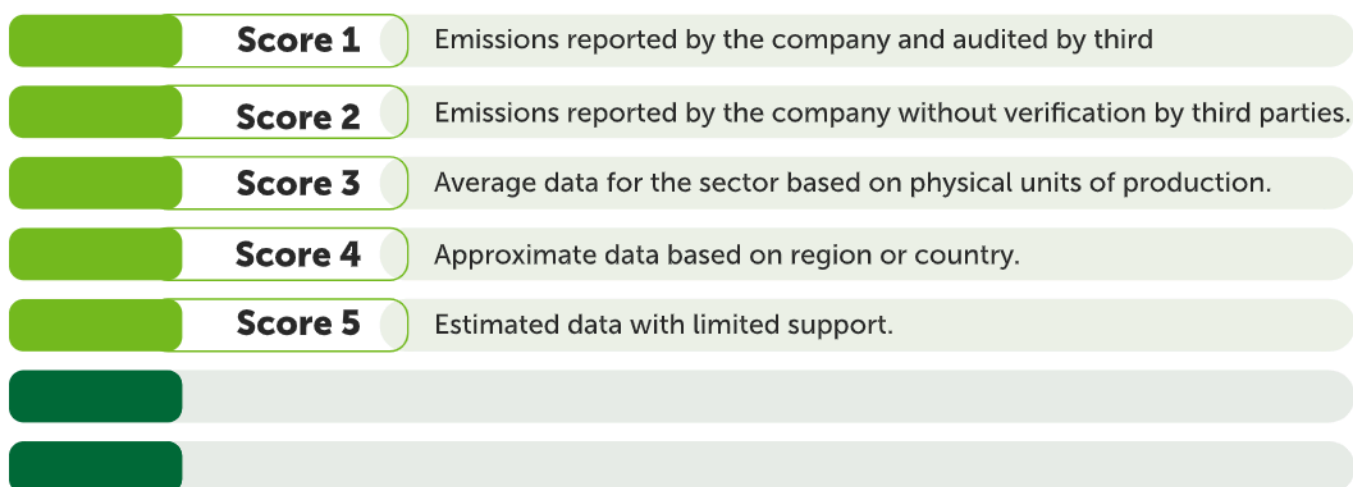 Score 1 Emissions reported by the company and audited by third
Score 2 Emissions reported by the company without verification by third parties.
Score 3 Average data for the sector based on physical units of production.
Score 4 Approximate data based on region or country.
Score 5 Estimated data with limited support.